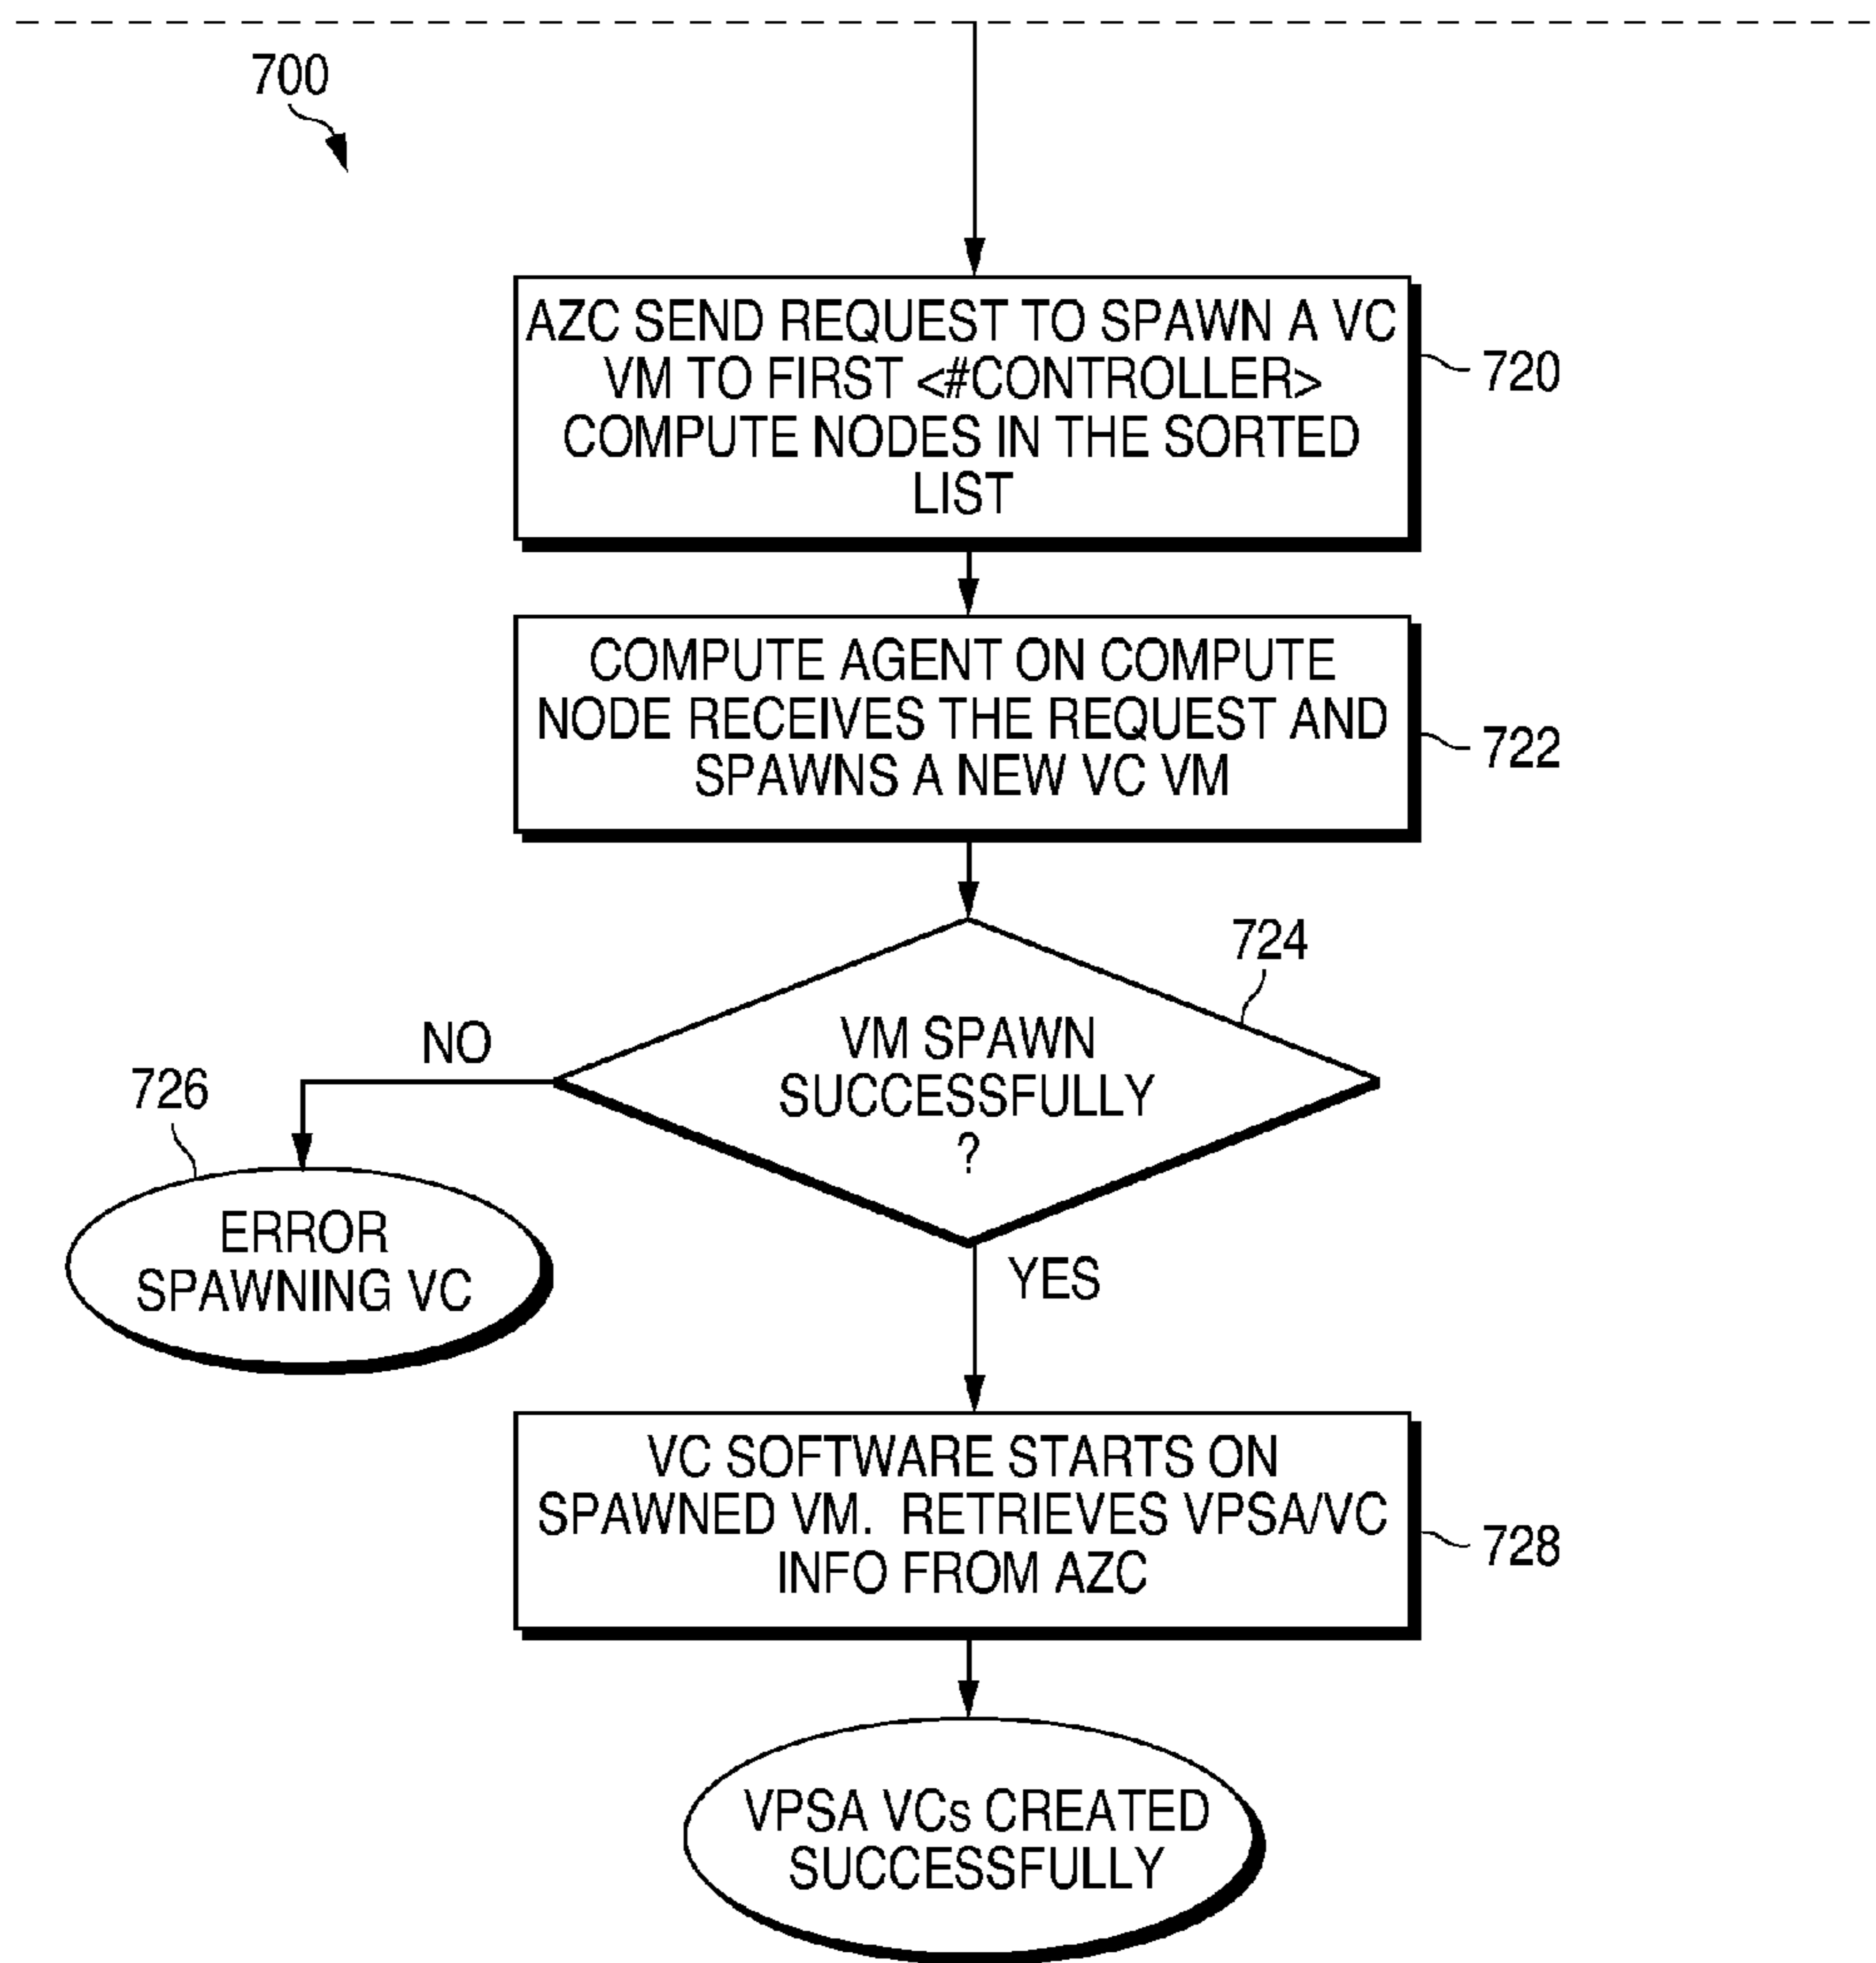 700
AZC SEND REQUEST TO SPAWN A VC
VM TO FIRST <#CONTROLLER>
COMPUTE NODES IN THE SORTED
LIST
720
COMPUTE AGENT ON COMPUTE
NODE RECEIVES THE REQUEST AND
SPAWNS A NEW VC VM
722
724
VM SPAWN
SUCCESSFULLY
?
NO
726
ERROR
SPAWNING VC
YES
VC SOFTWARE STARTS ON
SPAWNED VM. RETRIEVES VPSA/VC
INFO FROM AZC
728
VPSA VCs CREATED
SUCCESSFULLY